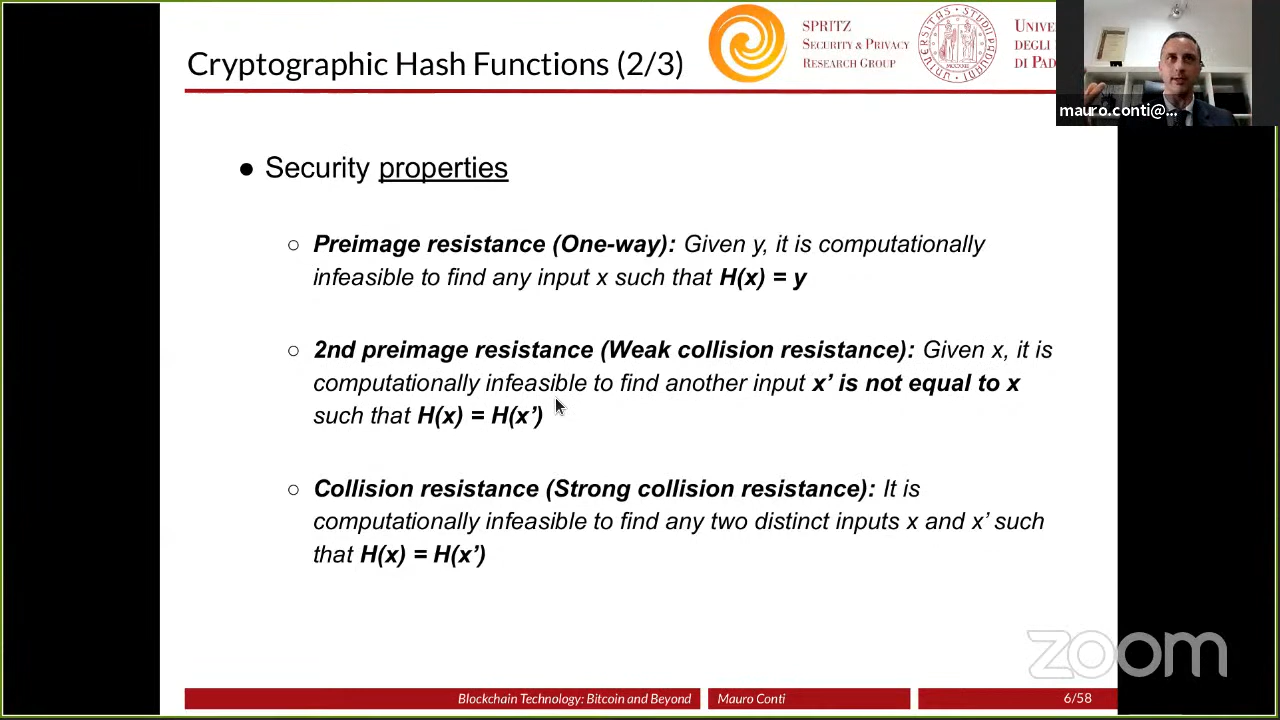 Cryptographic Hash Functions (2/3)
SPRITZ
SECURITY & PRIVACY
RESEARCH GROUP
UNIVE
DEGLI
DI PAD
mauro.conti@...
● Security properties
○ Preimage resistance (One-way): Given y, it is computationally
infeasible to find any input x such that H(x) = y
○ 2nd preimage resistance (Weak collision resistance): Given x, it is
computationally infeasible to find another input x’ is not equal to x
such that H(x) = H(x’)
○ Collision resistance (Strong collision resistance): It is
computationally infeasible to find any two distinct inputs x and x’ such
that H(x) = H(x’)
zoom
Blockchain Technology: Bitcoin and Beyond
Mauro Conti
6/58